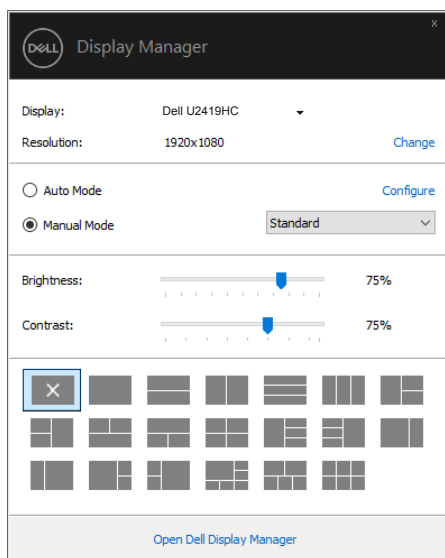 x
DELL Display Manager
Display: Dell U2419HC
Resolution: 1920x1080 Change
Auto Mode Configure
Manual Mode Standard
Brightness: 75%
Contrast: 75%
Open Dell Display Manager